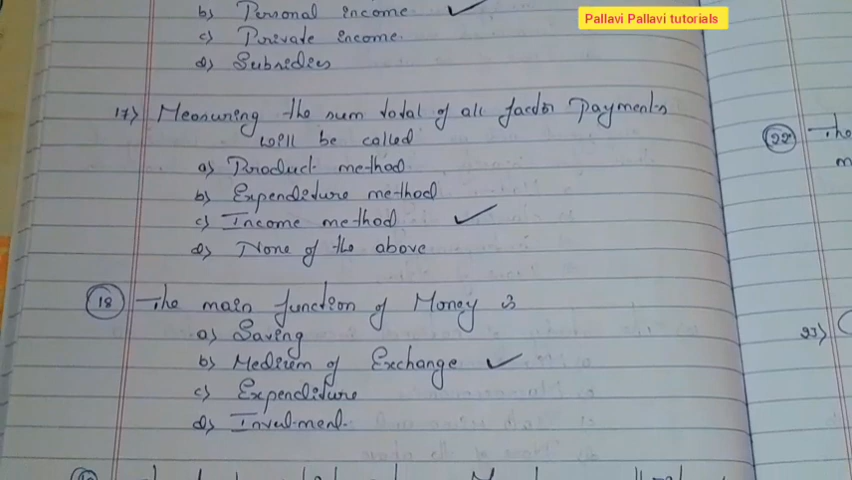 b) Personal income ✓
Pallavi Pallavi tutorials
c) Private income.
d) Subsidies
17) Measuring the sum total of all factor Payments
will be called
a) Product method
b) Expenditure method
c) Income method ✓
d) None of the above
18 The main function of Money is
a) Saving
b) Medium of Exchange ✓
c) Expenditure
d) Investment.
22 The
23)